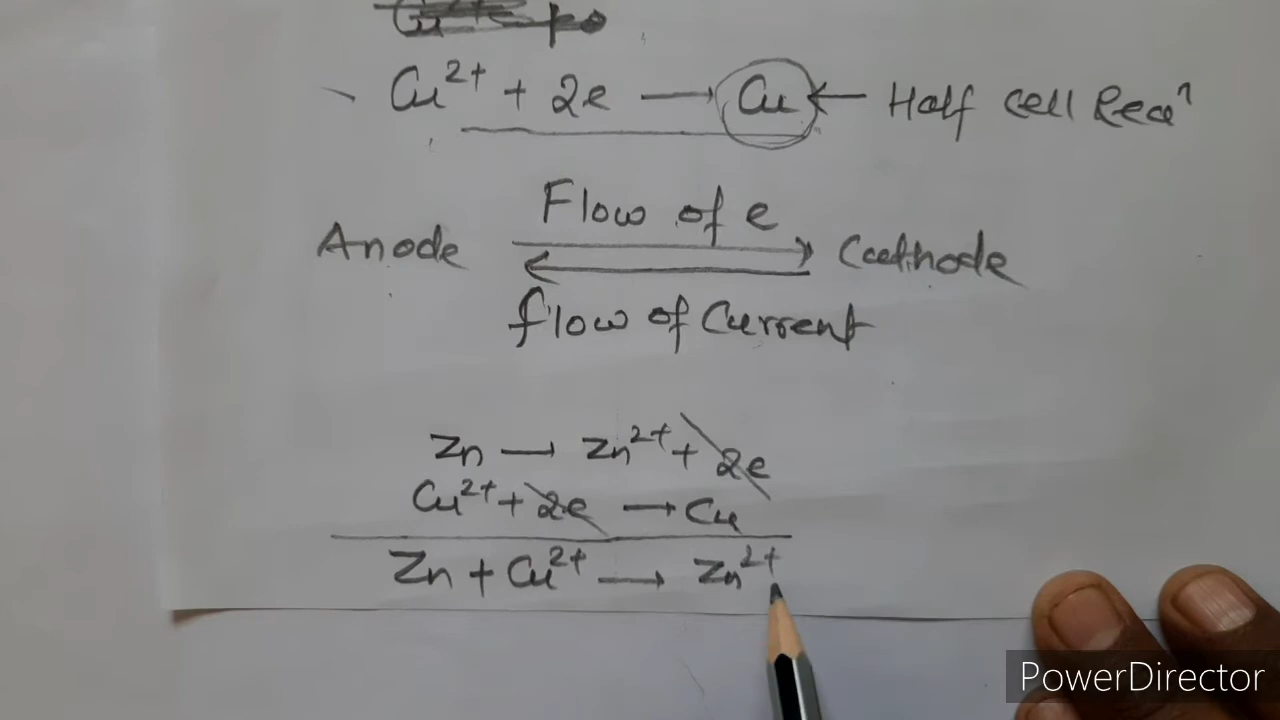 Cu²⁺ + 2e → Cu ← Half cell Reaⁿ
Flow of e
Anode → Cathode
←
flow of Current
Zn → Zn²⁺ + 2e
Cu²⁺ + 2e → Cu
Zn + Cu²⁺ → Zn²⁺
PowerDirector